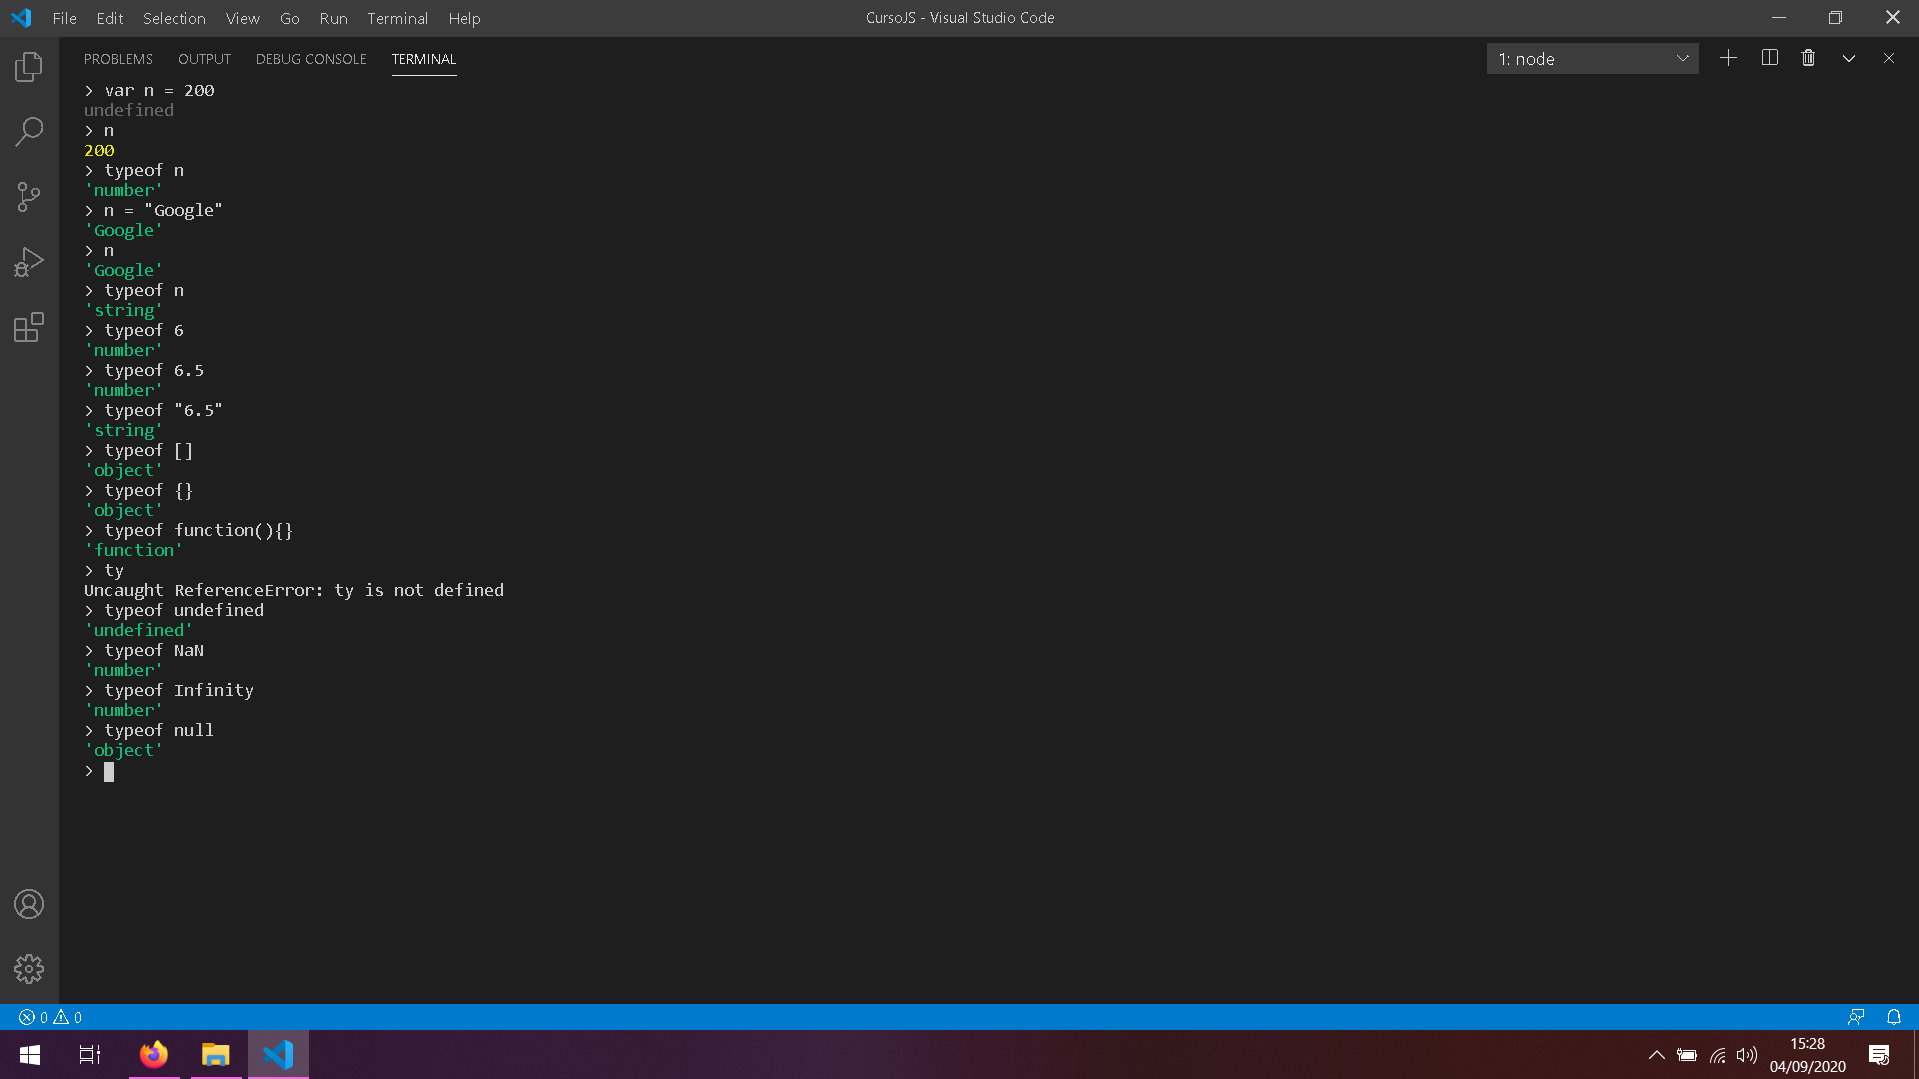 File Edit Selection View Go Run Terminal Help
CursoJS - Visual Studio Code
PROBLEMS OUTPUT DEBUG CONSOLE TERMINAL
1: node
> var n = 200
undefined
> n
200
> typeof n
'number'
> n = "Google"
'Google'
> n
'Google'
> typeof n
'string'
> typeof 6
'number'
> typeof 6.5
'number'
> typeof "6.5"
'string'
> typeof []
'object'
> typeof {}
'object'
> typeof function(){}
'function'
> ty
Uncaught ReferenceError: ty is not defined
> typeof undefined
'undefined'
> typeof NaN
'number'
> typeof Infinity
'number'
> typeof null
'object'
>
0 0
15:28
04/09/2020